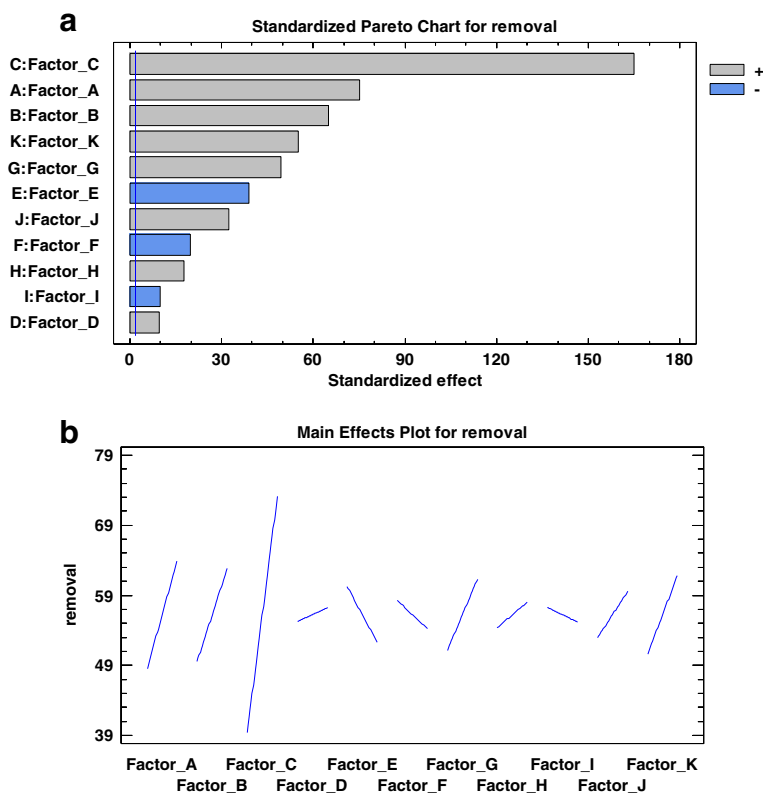 a
Standardized Pareto Chart for removal
C:Factor_C
A:Factor_A
B:Factor_B
K:Factor_K
G:Factor_G
E:Factor_E
J:Factor_J
F:Factor_F
H:Factor_H
I:Factor_I
D:Factor_D
+
-
0 30 60 90 120 150 180
Standardized effect
b
Main Effects Plot for removal
79
69
59
49
39
removal
Factor_A Factor_C Factor_E Factor_G Factor_I Factor_K
Factor_B Factor_D Factor_F Factor_H Factor_J